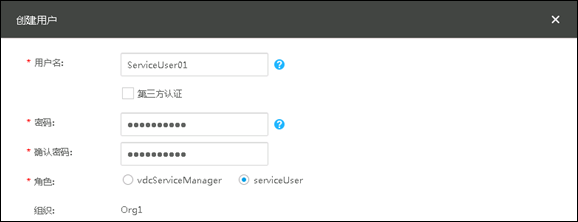 创建用户
* 用户名: ServiceUser01
第三方认证
* 密码: ●●●●●●●●●●
* 确认密码: ●●●●●●●●●●
* 角色: vdcServiceManager serviceUser
组织: Org1